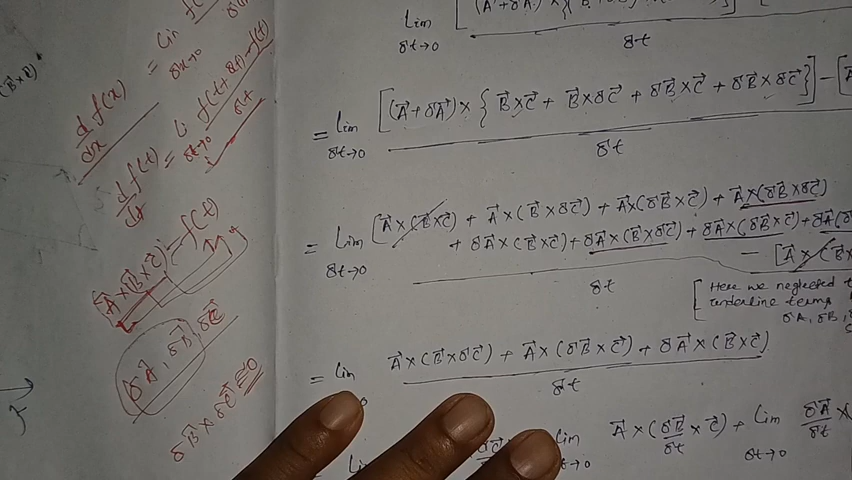 (B⃗×C⃗)
d/dx f(x) = Lim δx→0
d/dt f(t) = Li δt→0 f(t+δt)-f(t) / δt
[A⃗×(B⃗×C⃗)] = f(t)
δA⃗, δB⃗, δC⃗
δB⃗ × δC⃗ ≅ 0
Lim δt→0 δt
= Lim δt→0 [(A⃗+δA⃗)×{B⃗×C⃗ + B⃗×δC⃗ + δB⃗×C⃗ + δB⃗×δC⃗}] - [A⃗ / δt
= Lim δt→0 [A⃗×(B⃗×C⃗) + A⃗×(B⃗×δC⃗) + A⃗×(δB⃗×C⃗) + A⃗×(δB⃗×δC⃗)
+ δA⃗×(B⃗×C⃗) + δA⃗×(B⃗×δC⃗) + δA⃗×(δB⃗×C⃗) + δA⃗(δ
- [A⃗×(B⃗×
δt
[Here we neglected
underline terms
δA, δB,
= Lim A⃗×(B⃗×δC⃗) + A⃗×(δB⃗×C⃗) + δA⃗×(B⃗×C⃗) / δt
= Lim Lim →0 A⃗×(δB⃗/δt×C⃗) + Lim δt→0 δA⃗/δt×(